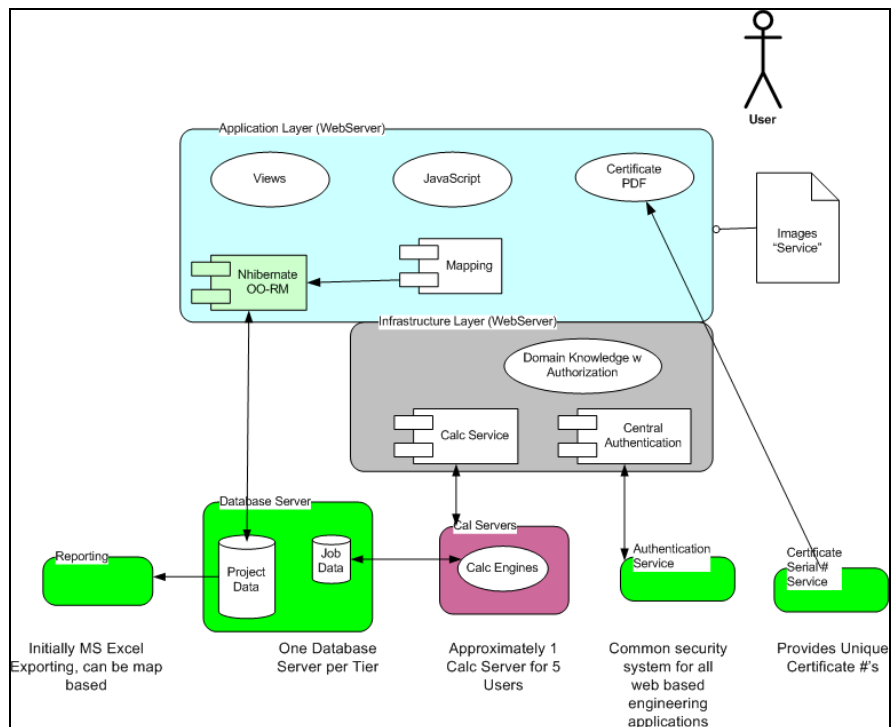 User
Application Layer (WebServer)
Views
JavaScript
Certificate
PDF
Images
“Service”
Nhibernate
OO-RM
Mapping
Infrastructure Layer (WebServer)
Domain Knowledge w
Authorization
Calc Service
Central
Authentication
Database Server
Project
Data
Job
Data
Cal Servers
Calc Engines
Reporting
Authentication
Service
Certificate
Serial #
Service
Initially MS Excel
Exporting, can be map
based
One Database
Server per Tier
Approximately 1
Calc Server for 5
Users
Common security
system for all
web based
engineering
applications
Provides Unique
Certificate #'s